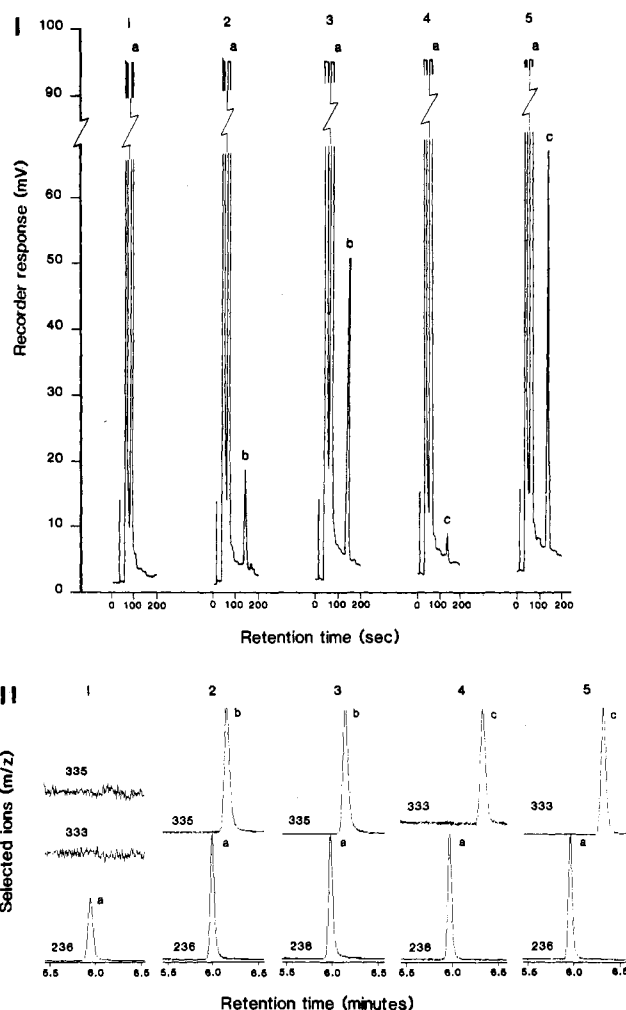 I
1 2 3 4 5
a a a a a
100
90
60
50
40
30
20
10
0
b
b
c
c
Recorder response (mV)
0 100 200 0 100 200 0 100 200 0 100 200 0 100 200
Retention time (sec)
II
1 2 3 4 5
b b c c
335
333
335 335 333 333
a a a a a
236 236 236 236 236
5.5 6.0 6.5 5.5 6.0 6.5 5.5 6.0 6.5 5.5 6.0 6.5 5.5 6.0 6.5
Selected ions (m/z)
Retention time (minutes)